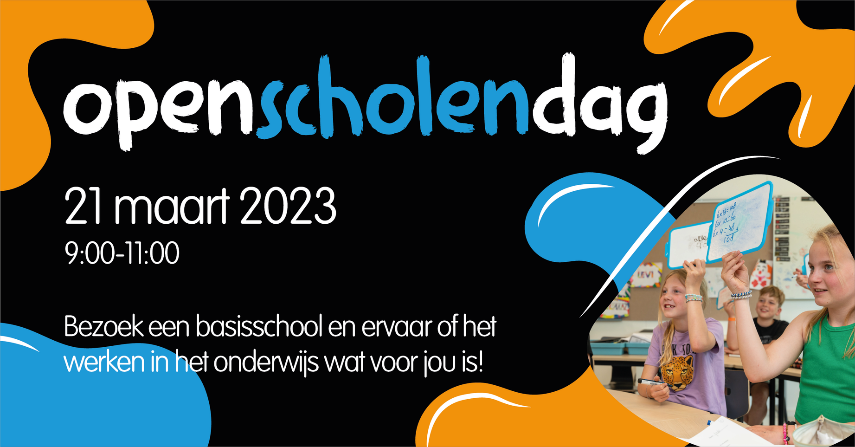 openscholendag
21 maart 2023
9:00-11:00
Bezoek een basisschool en ervaar of het
werken in het onderwijs wat voor jou is!
LEVI